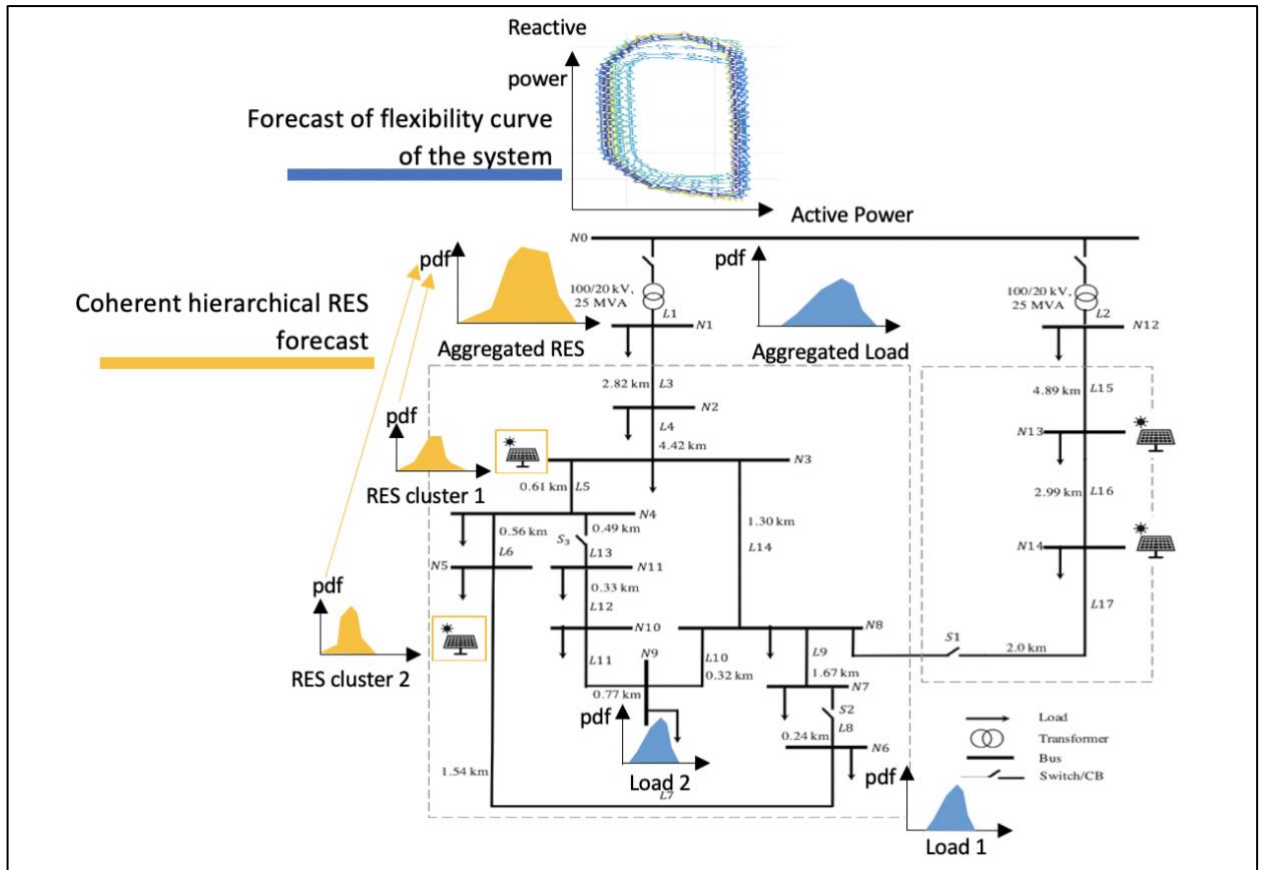 Reactive
power
Forecast of flexibility curve
of the system
Active Power
N0
pdf
pdf
100/20 kV,
25 MVA
100/20 kV,
25 MVA
Coherent hierarchical RES
forecast
L1
N1
L2
N12
Aggregated RES
Aggregated Load
2.82 km
L3
4.89 km
L15
N2
pdf
L4
N13
4.42 km
N3
RES cluster 1
0.61 km
L5
2.99 km
L16
N4
0.56 km
0.49 km
1.30 km
S3
L6
L13
L14
N14
N5
N11
pdf
0.33 km
L12
L17
N10
N8
N9
S1
L11
L10
L9
2.0 km
RES cluster 2
0.32 km
1.67 km
0.77 km
N7
pdf
S2
Load
L8
Transformer
0.24 km
N6
Bus
1.54 km
Load 2
pdf
Switch/CB
L7
Load 1